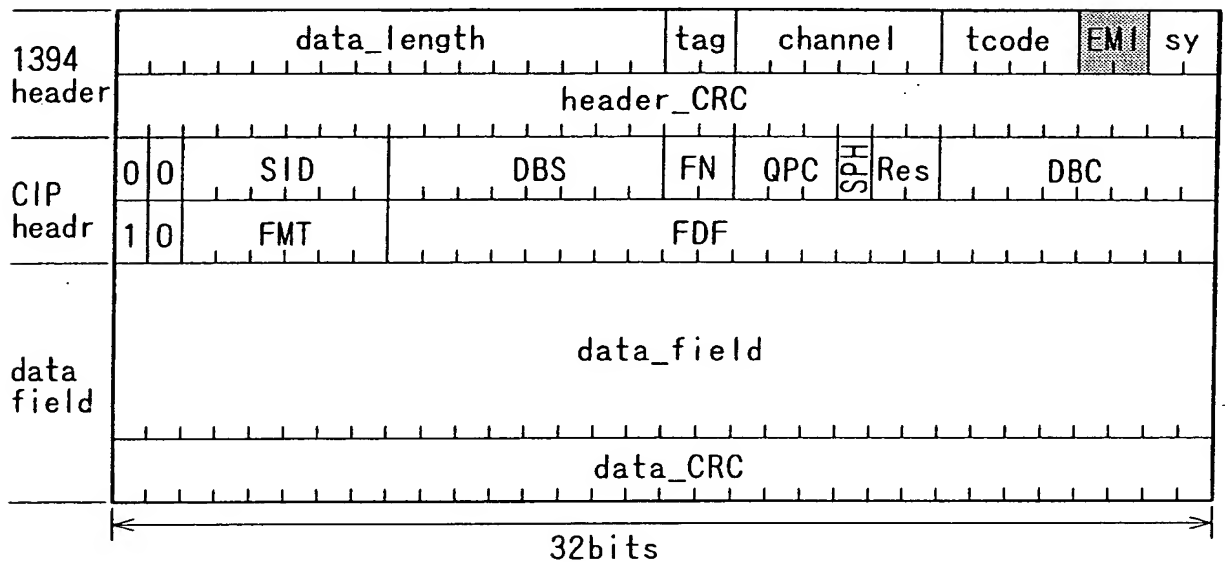 1394 header
data_length tag channel tcode EMI sy
header_CRC
CIP headr
0 0 SID DBS FN QPC SPH Res DBC
1 0 FMT FDF
data field
data_field
data_CRC
32bits